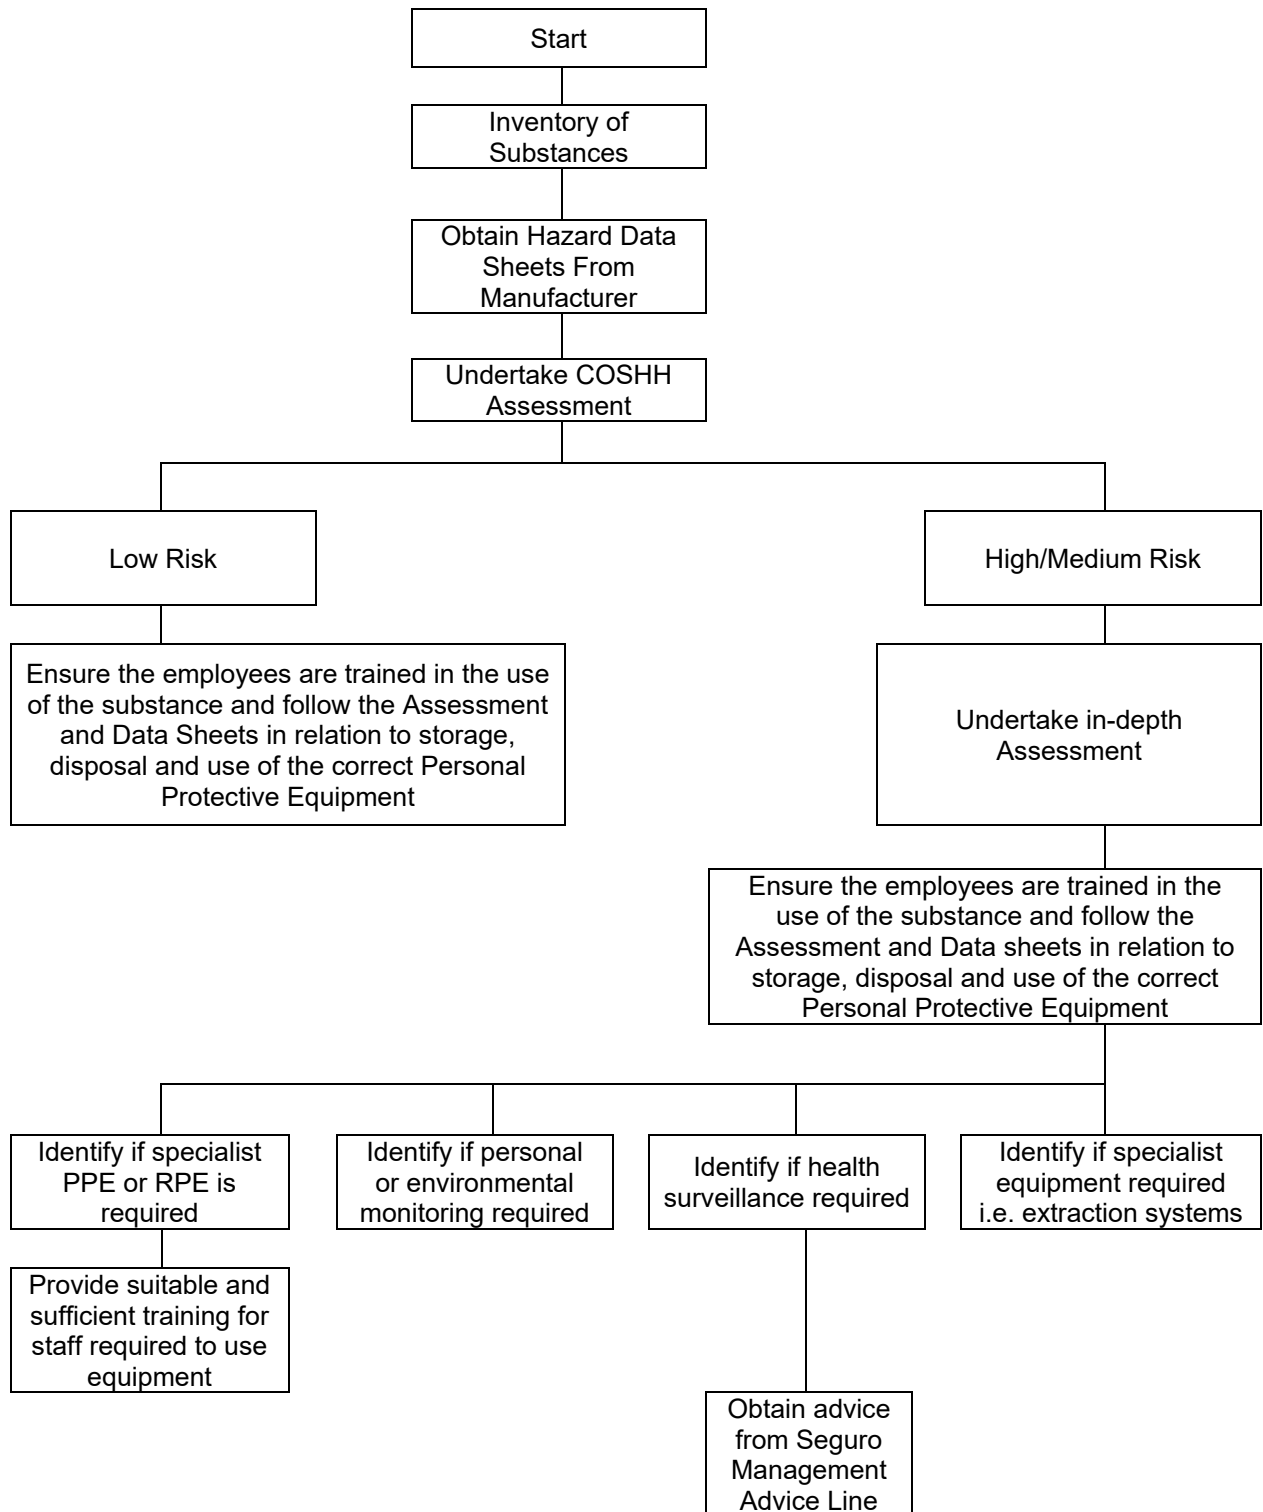 Start
Inventory of
Substances
Obtain Hazard Data
Sheets From
Manufacturer
Undertake COSHH
Assessment
Low Risk
High/Medium Risk
Ensure the employees are trained in the use
of the substance and follow the Assessment
and Data Sheets in relation to storage,
disposal and use of the correct Personal
Protective Equipment
Undertake in-depth
Assessment
Ensure the employees are trained in the
use of the substance and follow the
Assessment and Data sheets in relation to
storage, disposal and use of the correct
Personal Protective Equipment
Identify if specialist
PPE or RPE is
required
Identify if personal
or environmental
monitoring required
Identify if health
surveillance required
Identify if specialist
equipment required
i.e. extraction systems
Provide suitable and
sufficient training for
staff required to use
equipment
Obtain advice
from Seguro
Management
Advice Line